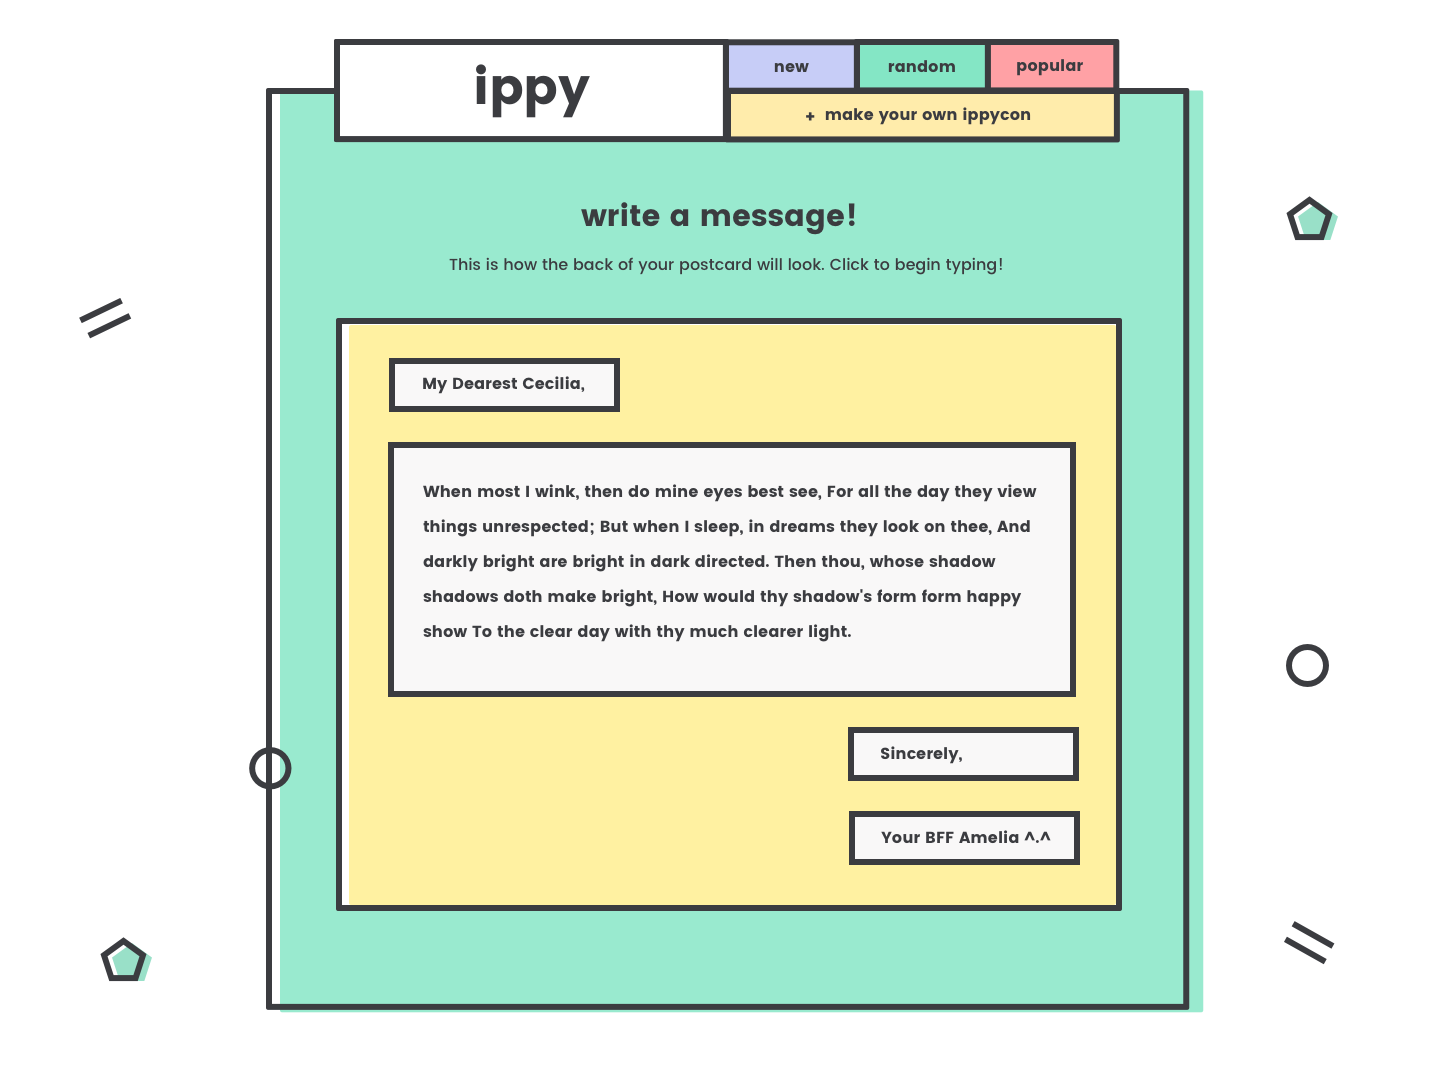 ippy
new
random
popular
+ make your own ippycon
write a message!
This is how the back of your postcard will look. Click to begin typing!
My Dearest Cecilia,
When most I wink, then do mine eyes best see, For all the day they view
things unrespected; But when I sleep, in dreams they look on thee, And
darkly bright are bright in dark directed. Then thou, whose shadow
shadows doth make bright, How would thy shadow's form form happy
show To the clear day with thy much clearer light.
Sincerely,
Your BFF Amelia ^.^